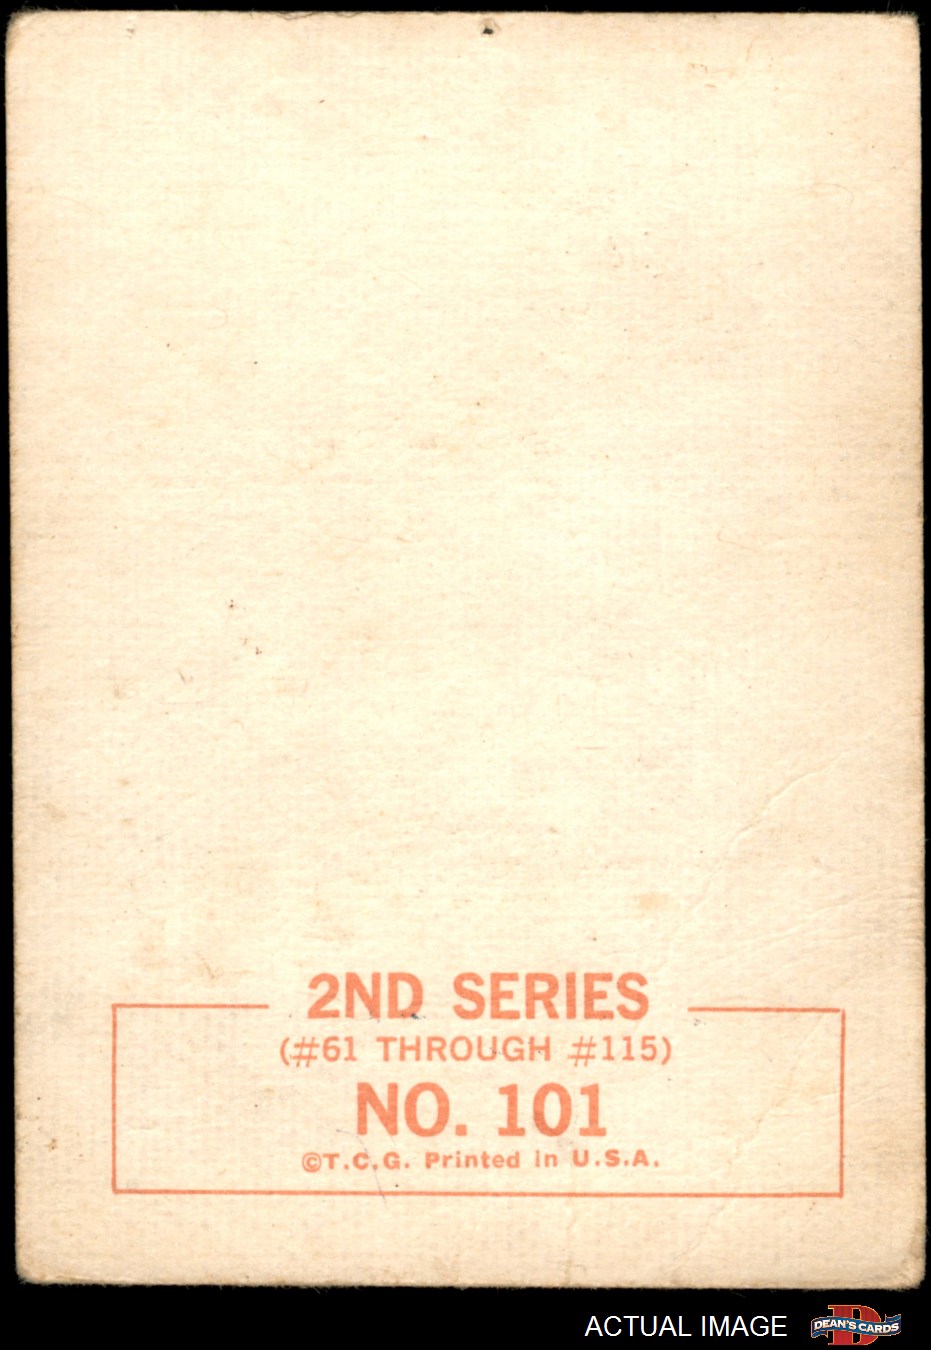 2ND SERIES
(#61 THROUGH #115)
NO. 101
©T.C.G. Printed in U.S.A.
ACTUAL IMAGE
D
DEAN'S CARDS